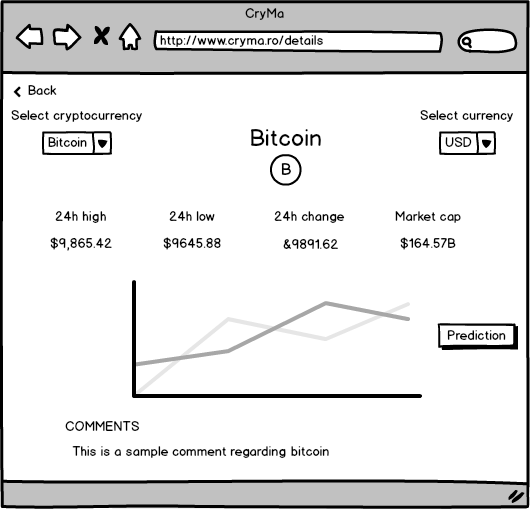 CryMa
http://www.cryma.ro/details
Back
Select cryptocurrency
Select currency
Bitcoin
USD
Bitcoin
B
24h high
24h low
24h change
Market cap
$9,865.42
$9645.88
&9891.62
$164.57B
Prediction
COMMENTS
This is a sample comment regarding bitcoin